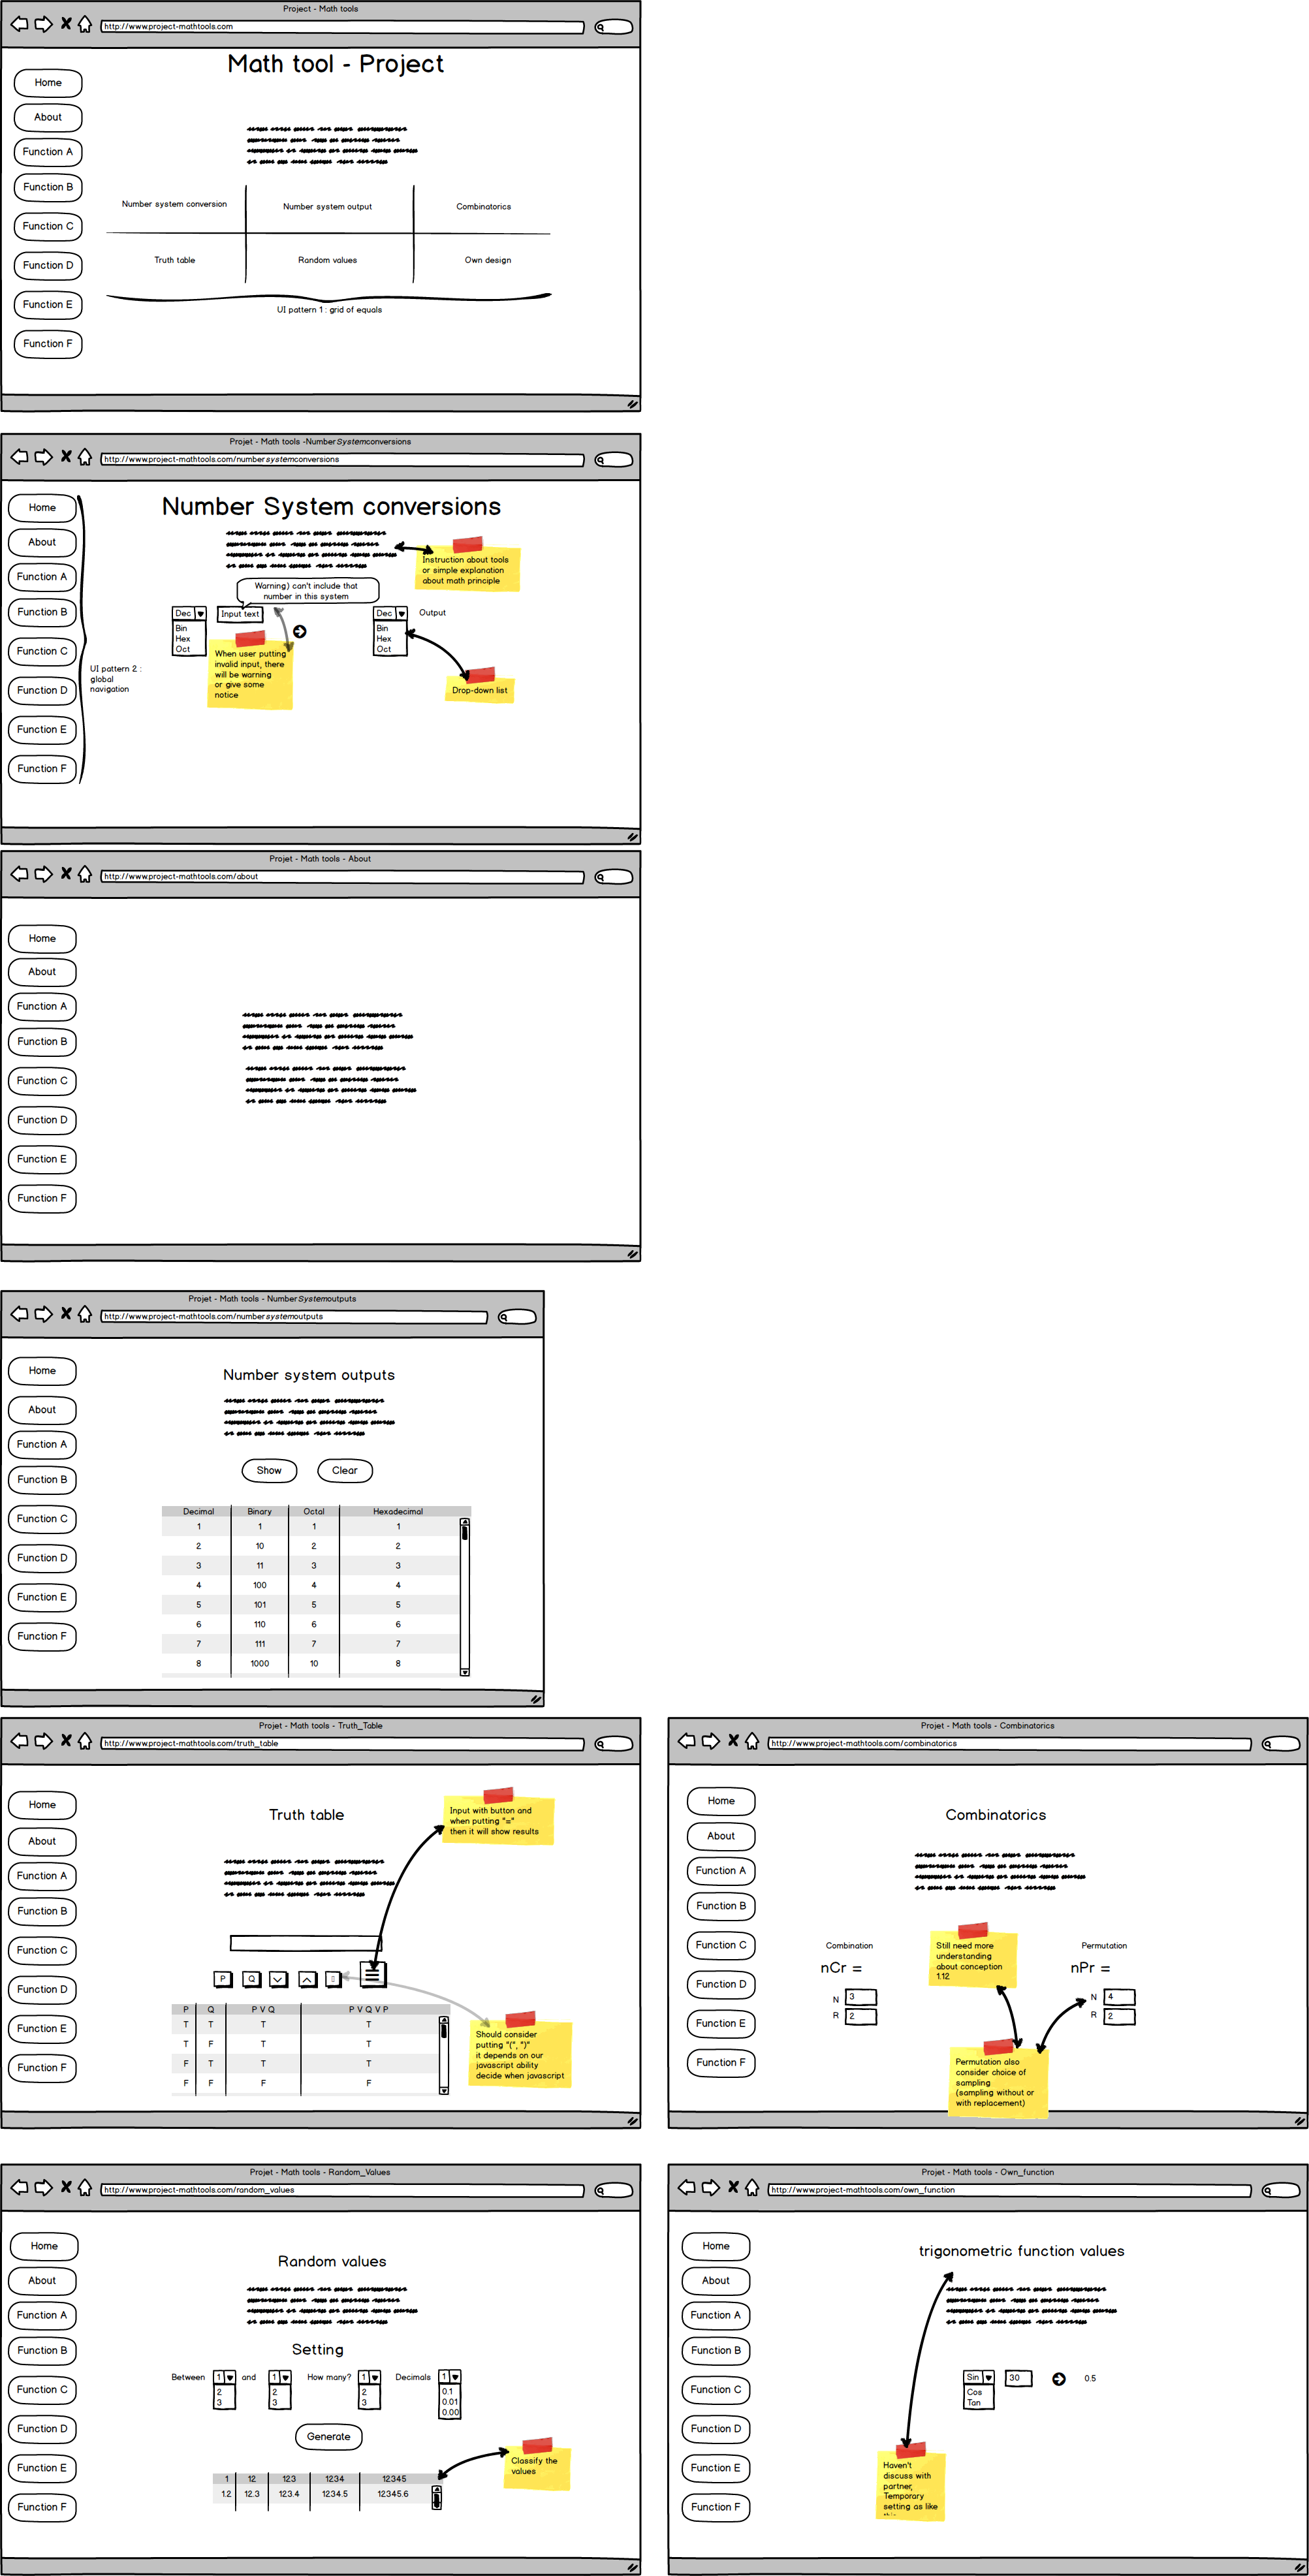 Project - Math tools
http://www.project-mathtools.com
Math tool - Project
Home
About
Function A
Function B
Function C
Function D
Function E
Function F
Number system conversion
Number system output
Combinatorics
Truth table
Random values
Own design
UI pattern 1 : grid of equals
Projet - Math tools -NumberSystemconversions
http://www.project-mathtools.com/numbersystemconversions
Number System conversions
Home
About
Function A
Function B
Function C
Function D
Function E
Function F
UI pattern 2 :
global
navigation
Instruction about tools
or simple explanation
about math principle
Warning) can't include that
number in this system
Dec
Bin
Hex
Oct
Input text
Dec
Bin
Hex
Oct
Output
When user putting
invalid input, there
will be warning
or give some
notice
Drop-down list
Projet - Math tools - About
http://www.project-mathtools.com/about
Home
About
Function A
Function B
Function C
Function D
Function E
Function F
Projet - Math tools - NumberSystemoutputs
http://www.project-mathtools.com/numbersystemoutputs
Number system outputs
Home
About
Function A
Function B
Function C
Function D
Function E
Function F
Show Clear
Decimal Binary Octal Hexadecimal
1 1 1 1
2 10 2 2
3 11 3 3
4 100 4 4
5 101 5 5
6 110 6 6
7 111 7 7
8 1000 10 8
Projet - Math tools - Truth_Table
http://www.project-mathtools.com/truth_table
Truth table
Home
About
Function A
Function B
Function C
Function D
Function E
Function F
Input with button and
when putting "="
then it will show results
P Q
P Q P V Q P V Q V P
T T T T
T F T T
F T T T
F F F F
Should consider
putting "(", ")"
it depends on our
javascript ability
decide when javascript
Projet - Math tools - Combinatorics
http://www.project-mathtools.com/combinatorics
Combinatorics
Home
About
Function A
Function B
Function C
Function D
Function E
Function F
Combination
nCr =
N 3
R 2
Still need more
understanding
about conception
1.12
Permutation
nPr =
N 4
R 2
Permutation also
consider choice of
sampling
(sampling without or
with replacement)
Projet - Math tools - Random_Values
http://www.project-mathtools.com/random_values
Random values
Home
About
Function A
Function B
Function C
Function D
Function E
Function F
Setting
Between 1 and 1 How many? 1 Decimals 1
2 2 2 0.1
3 3 3 0.01
0.00
Generate
Classify the
values
1 12 123 1234 12345
1.2 12.3 123.4 1234.5 12345.6
Projet - Math tools - Own_function
http://www.project-mathtools.com/own_function
trigonometric function values
Home
About
Function A
Function B
Function C
Function D
Function E
Function F
Sin 30 0.5
Cos
Tan
Haven't
discuss with
partner,
Temporary
setting as like